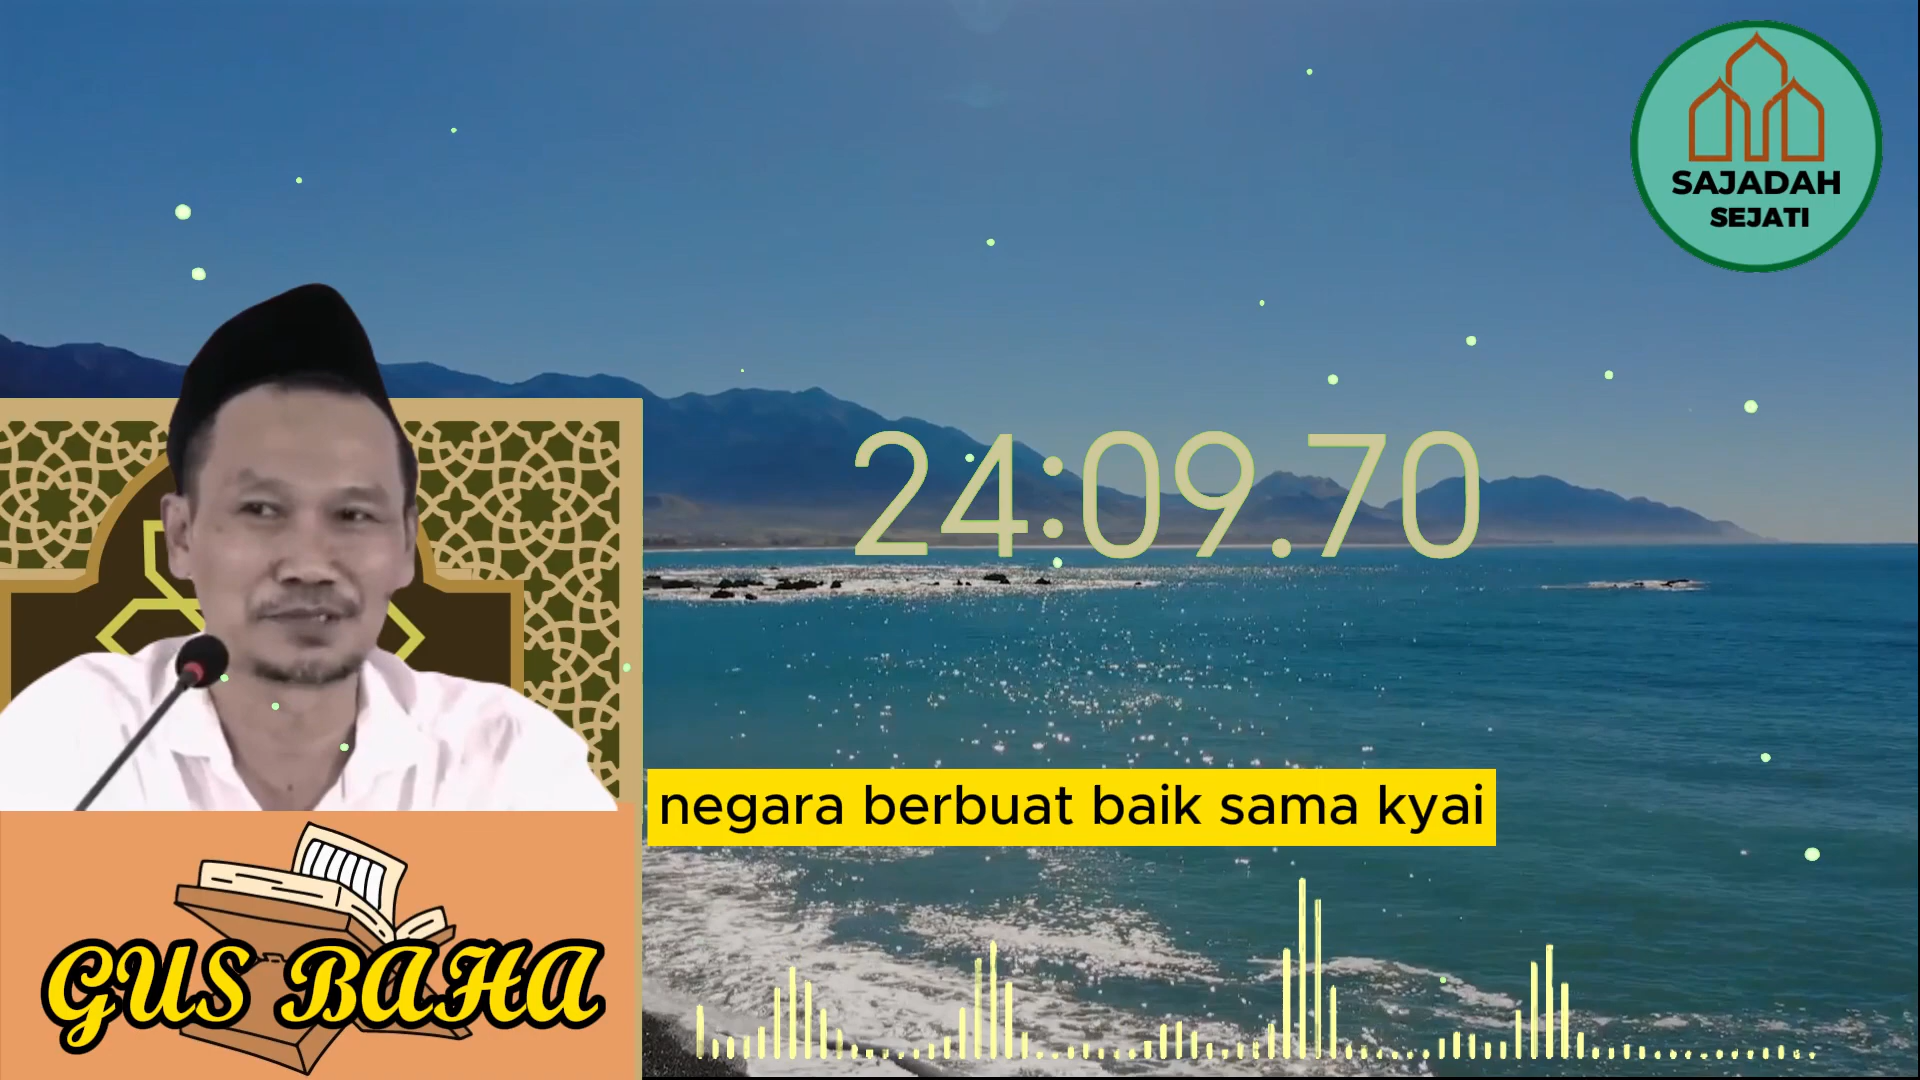 SAJADAH
SEJATI
24:09.70
negara berbuat baik sama kyai
GUS BAHA